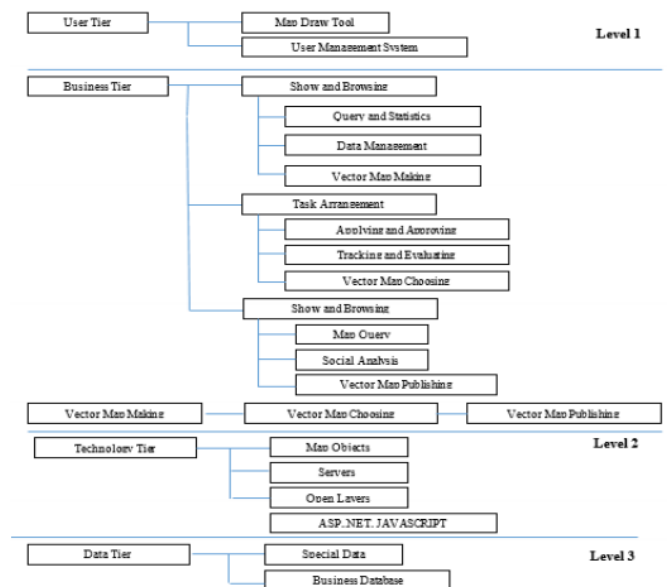 User Tier
Map Draw Tool
User Management System
Level 1
Business Tier
Show and Browsing
Query and Statistics
Data Management
Vector Map Making
Task Arrangement
Applying and Approving
Tracking and Evaluating
Vector Map Choosing
Show and Browsing
Map Query
Social Analysis
Vector Map Publishing
Vector Map Making
Vector Map Choosing
Vector Map Publishing
Level 2
Technology Tier
Map Objects
Servers
Open Layers
ASP..NET. JAVASCRIPT
Data Tier
Special Data
Level 3
Business Database